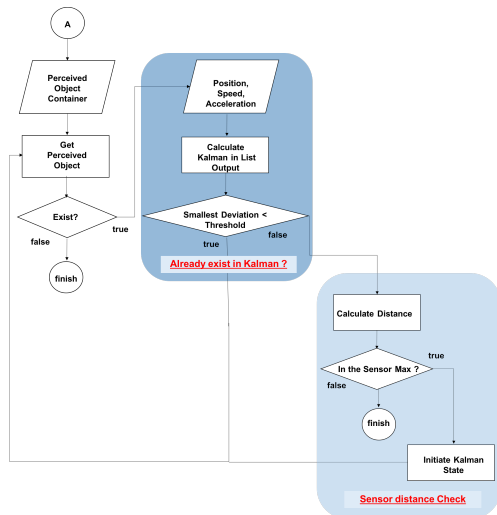 A
Perceived
Object
Container
Get
Perceived
Object
Exist?
false
true
finish
Position,
Speed,
Acceleration
Calculate
Kalman in List
Output
Smallest Deviation <
Threshold
true
false
Already exist in Kalman ?
Calculate Distance
In the Sensor Max ?
true
false
finish
Initiate Kalman
State
Sensor distance Check